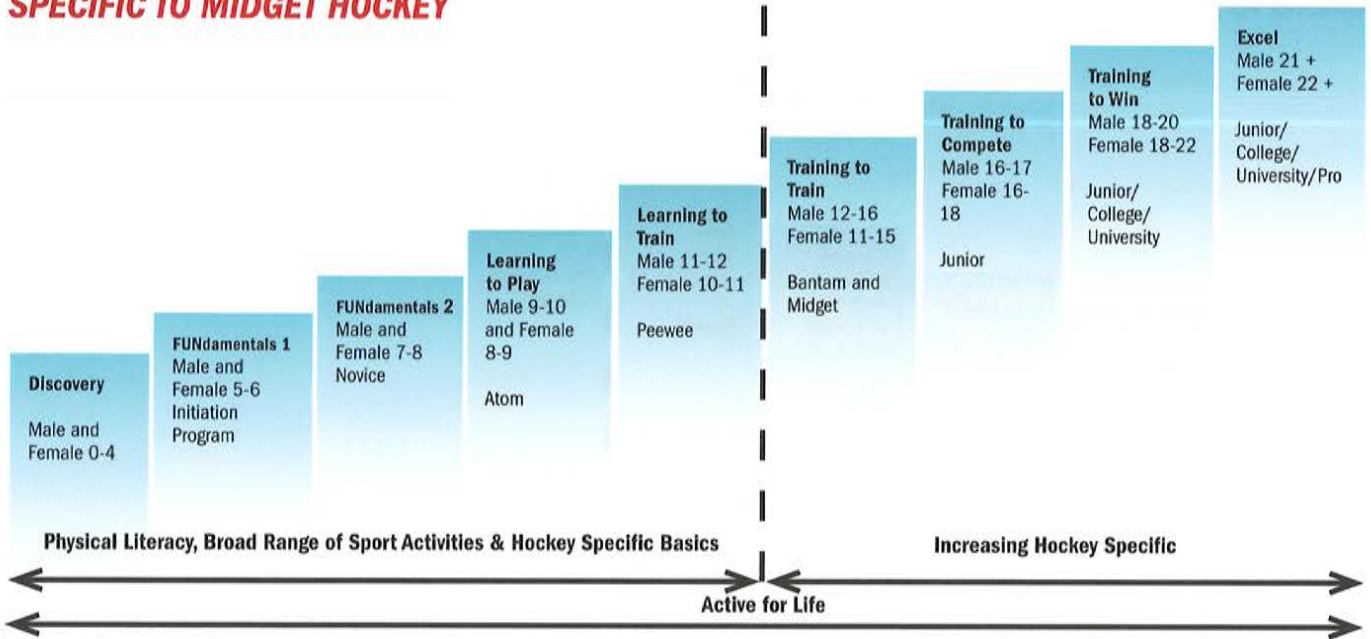 SPECIFIC TO MIDGET HOCKEY
Discovery
Male and
Female 0-4
FUNdamentals 1
Male and
Female 5-6
Initiation
Program
FUNdamentals 2
Male and
Female 7-8
Novice
Learning
to Play
Male 9-10
and Female
8-9
Atom
Learning to
Train
Male 11-12
Female 10-11
Peewee
Training to
Train
Male 12-16
Female 11-15
Bantam and
Midget
Training to
Compete
Male 16-17
Female 16-
18
Junior
Training
to Win
Male 18-20
Female 18-22
Junior/
College/
University
Excel
Male 21 +
Female 22 +
Junior/
College/
University/Pro
Physical Literacy, Broad Range of Sport Activities & Hockey Specific Basics
Increasing Hockey Specific
Active for Life